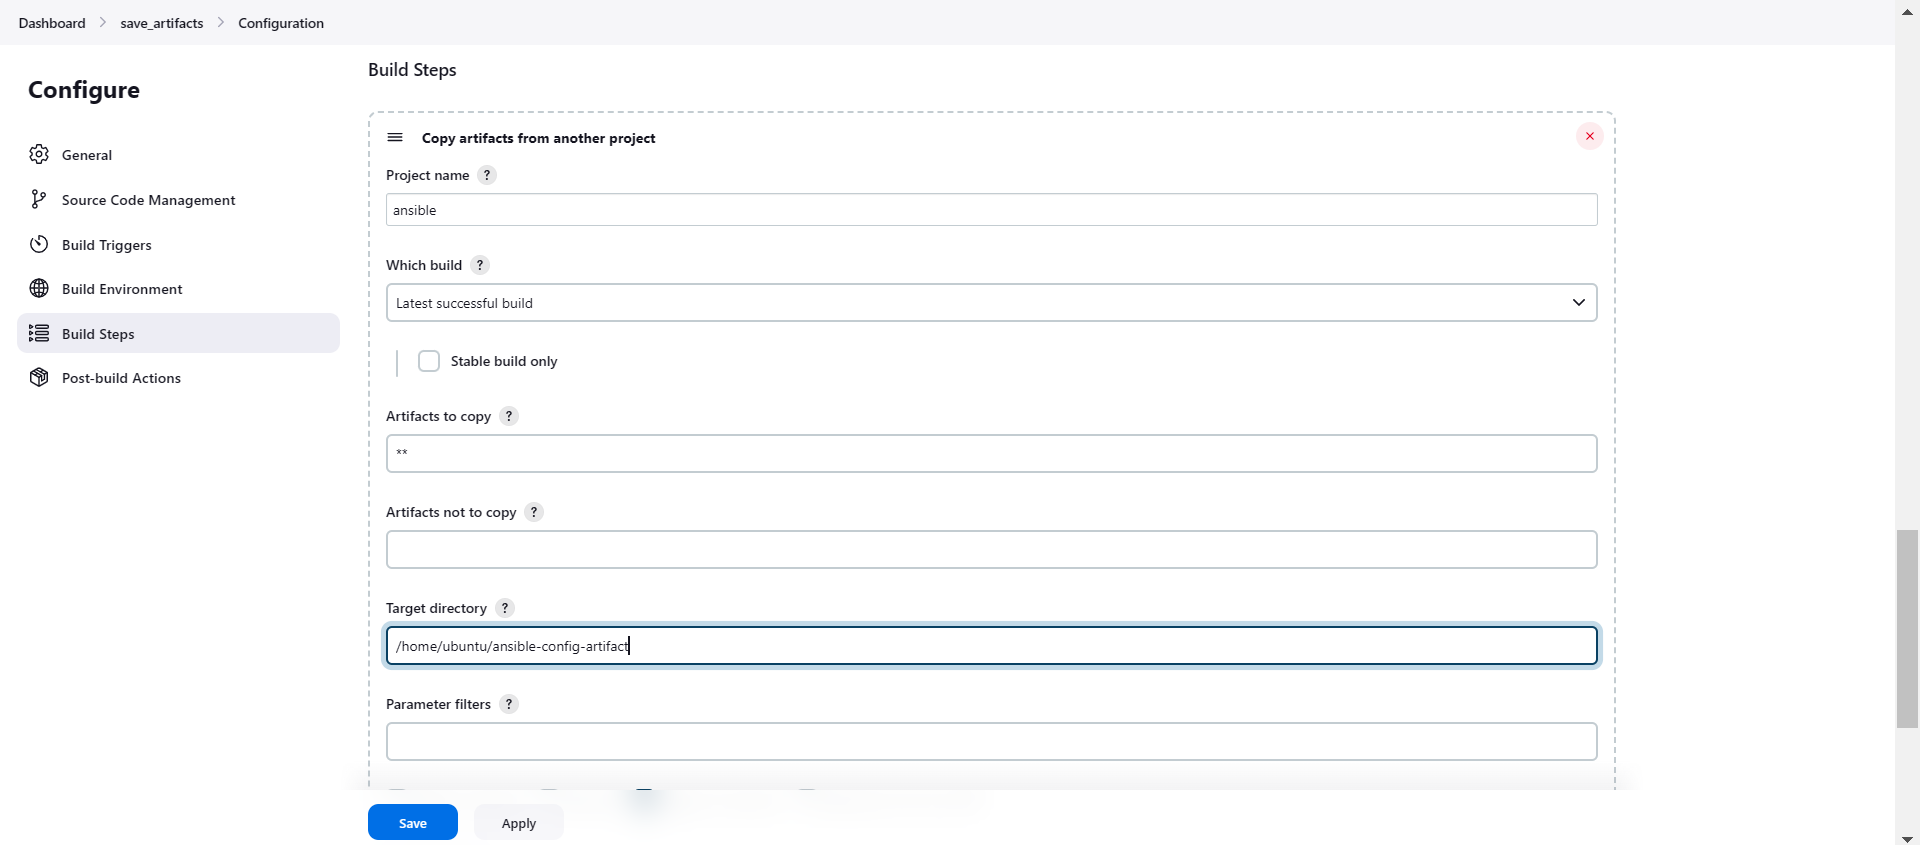 Dashboard > save_artifacts > Configuration
Configure
General
Source Code Management
Build Triggers
Build Environment
Build Steps
Post-build Actions
Build Steps
Copy artifacts from another project
Project name ?
ansible
Which build ?
Latest successful build
Stable build only
Artifacts to copy ?
**
Artifacts not to copy ?
Target directory ?
/home/ubuntu/ansible-config-artifact
Parameter filters ?
Save
Apply